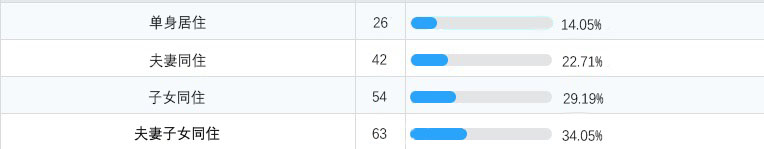 单身居住 26 14.05%
夫妻同住 42 22.71%
子女同住 54 29.19%
夫妻子女同住 63 34.05%